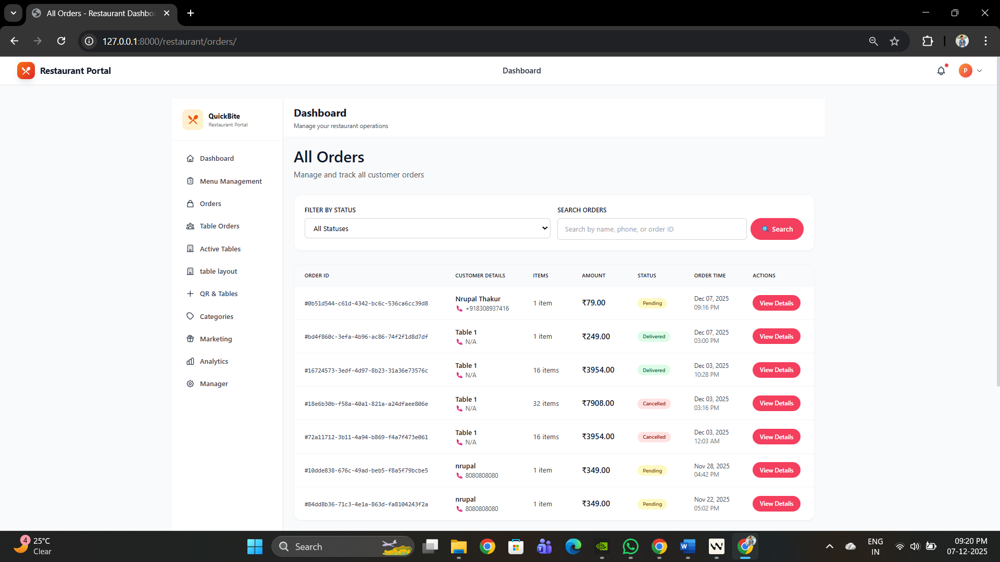 All Orders - Restaurant Dashbo
127.0.0.1:8000/restaurant/orders/
Restaurant Portal
Dashboard
P
QuickBite
Restaurant Portal
Dashboard
Manage your restaurant operations
Dashboard
Menu Management
Orders
Table Orders
Active Tables
table layout
QR & Tables
Categories
Marketing
Analytics
Manager
All Orders
Manage and track all customer orders
FILTER BY STATUS
All Statuses
SEARCH ORDERS
Search by name, phone, or order ID
Search
ORDER ID CUSTOMER DETAILS ITEMS AMOUNT STATUS ORDER TIME ACTIONS
#0b51d544-c61d-4342-bc6c-536ca6cc39d8 Nrupal Thakur 1 item ₹79.00 Pending Dec 07, 2025 View Details
+918308937416 09:16 PM
#bd4f860c-3efa-4b96-ac86-74f2f1d8d7df Table 1 1 item ₹249.00 Delivered Dec 07, 2025 View Details
N/A 03:00 PM
#16724573-3edf-4d97-8b23-31a36e73576c Table 1 16 items ₹3954.00 Delivered Dec 03, 2025 View Details
N/A 10:28 PM
#18e6b30b-f58a-40a1-821a-a24dfaee806e Table 1 32 items ₹7908.00 Cancelled Dec 03, 2025 View Details
N/A 03:16 PM
#72a11712-3b11-4a94-b869-f4a7f473e061 Table 1 16 items ₹3954.00 Cancelled Dec 03, 2025 View Details
N/A 12:03 AM
#10dde838-676c-49ad-beb5-f8a5f79bcbe5 nrupal 1 item ₹349.00 Pending Nov 28, 2025 View Details
8080808080 04:42 PM
#84dd8b36-71c3-4e1a-863d-fa8104243f2a nrupal 1 item ₹349.00 Pending Nov 22, 2025 View Details
8080808080 05:02 PM
4
25°C
Clear
Search
ENG
IN
09:20 PM
07-12-2025